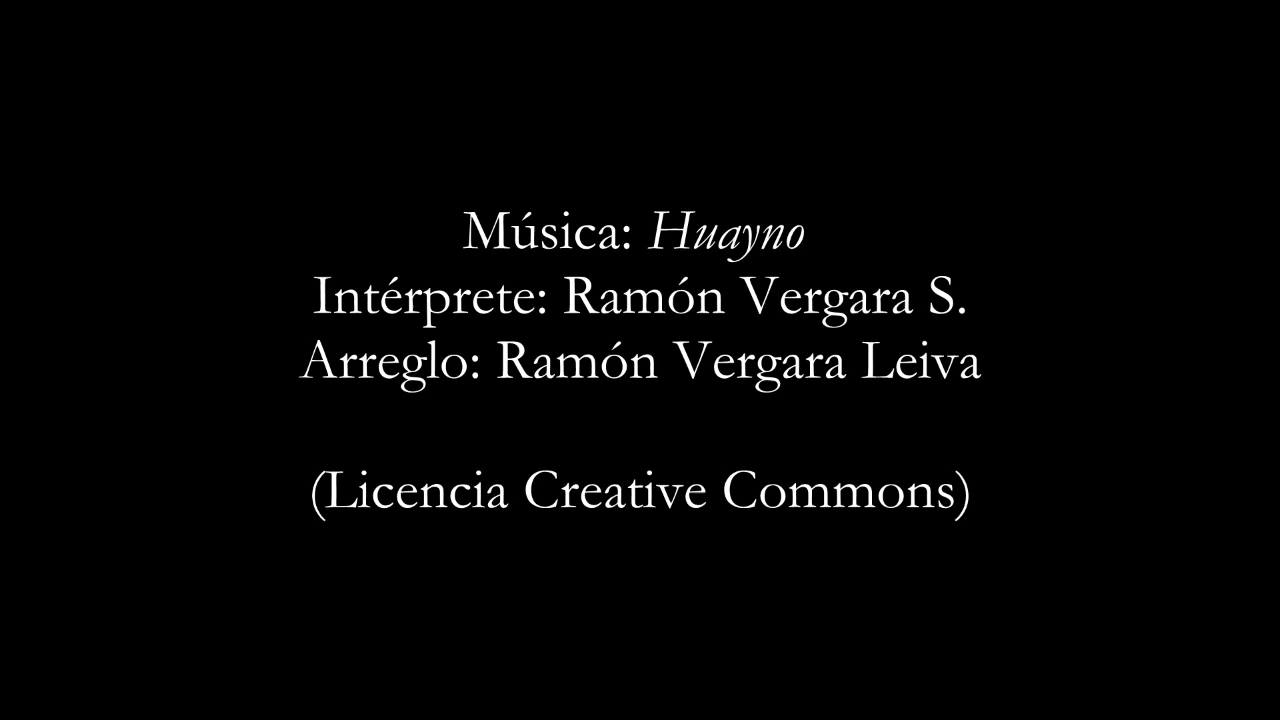 Música: Huayno
Intérprete: Ramón Vergara S.
Arreglo: Ramón Vergara Leiva
(Licencia Creative Commons)